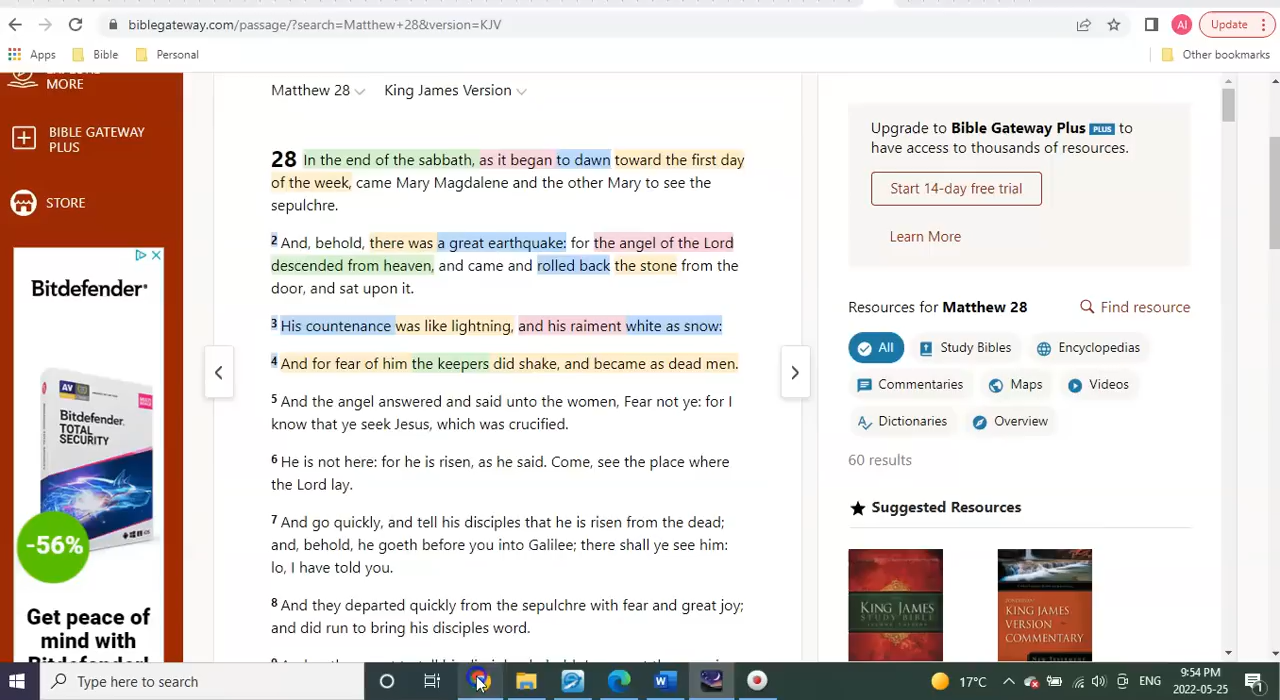 biblegateway.com/passage/?search=Matthew+28&version=KJV
AI
Update
Apps
Bible
Personal
Other bookmarks
MORE
BIBLE GATEWAY
PLUS
STORE
Bitdefender
AV
Bitdefender
TOTAL
SECURITY
-56%
Get peace of
mind with
Bitdefender!
Matthew 28
King James Version
28 In the end of the sabbath, as it began to dawn toward the first day
of the week, came Mary Magdalene and the other Mary to see the
sepulchre.
2 And, behold, there was a great earthquake: for the angel of the Lord
descended from heaven, and came and rolled back the stone from the
door, and sat upon it.
3 His countenance was like lightning, and his raiment white as snow:
4 And for fear of him the keepers did shake, and became as dead men.
5 And the angel answered and said unto the women, Fear not ye: for I
know that ye seek Jesus, which was crucified.
6 He is not here: for he is risen, as he said. Come, see the place where
the Lord lay.
7 And go quickly, and tell his disciples that he is risen from the dead;
and, behold, he goeth before you into Galilee; there shall ye see him:
lo, I have told you.
8 And they departed quickly from the sepulchre with fear and great joy;
and did run to bring his disciples word.
Upgrade to Bible Gateway Plus PLUS to
have access to thousands of resources.
Start 14-day free trial
Learn More
Resources for Matthew 28
Find resource
All
Study Bibles
Encyclopedias
Commentaries
Maps
Videos
Dictionaries
Overview
60 results
Suggested Resources
KING JAMES
STUDY BIBLE
KING JAMES
VERSION
COMMENTARY
Type here to search
17°C
ENG
9:54 PM
2022-05-25
1